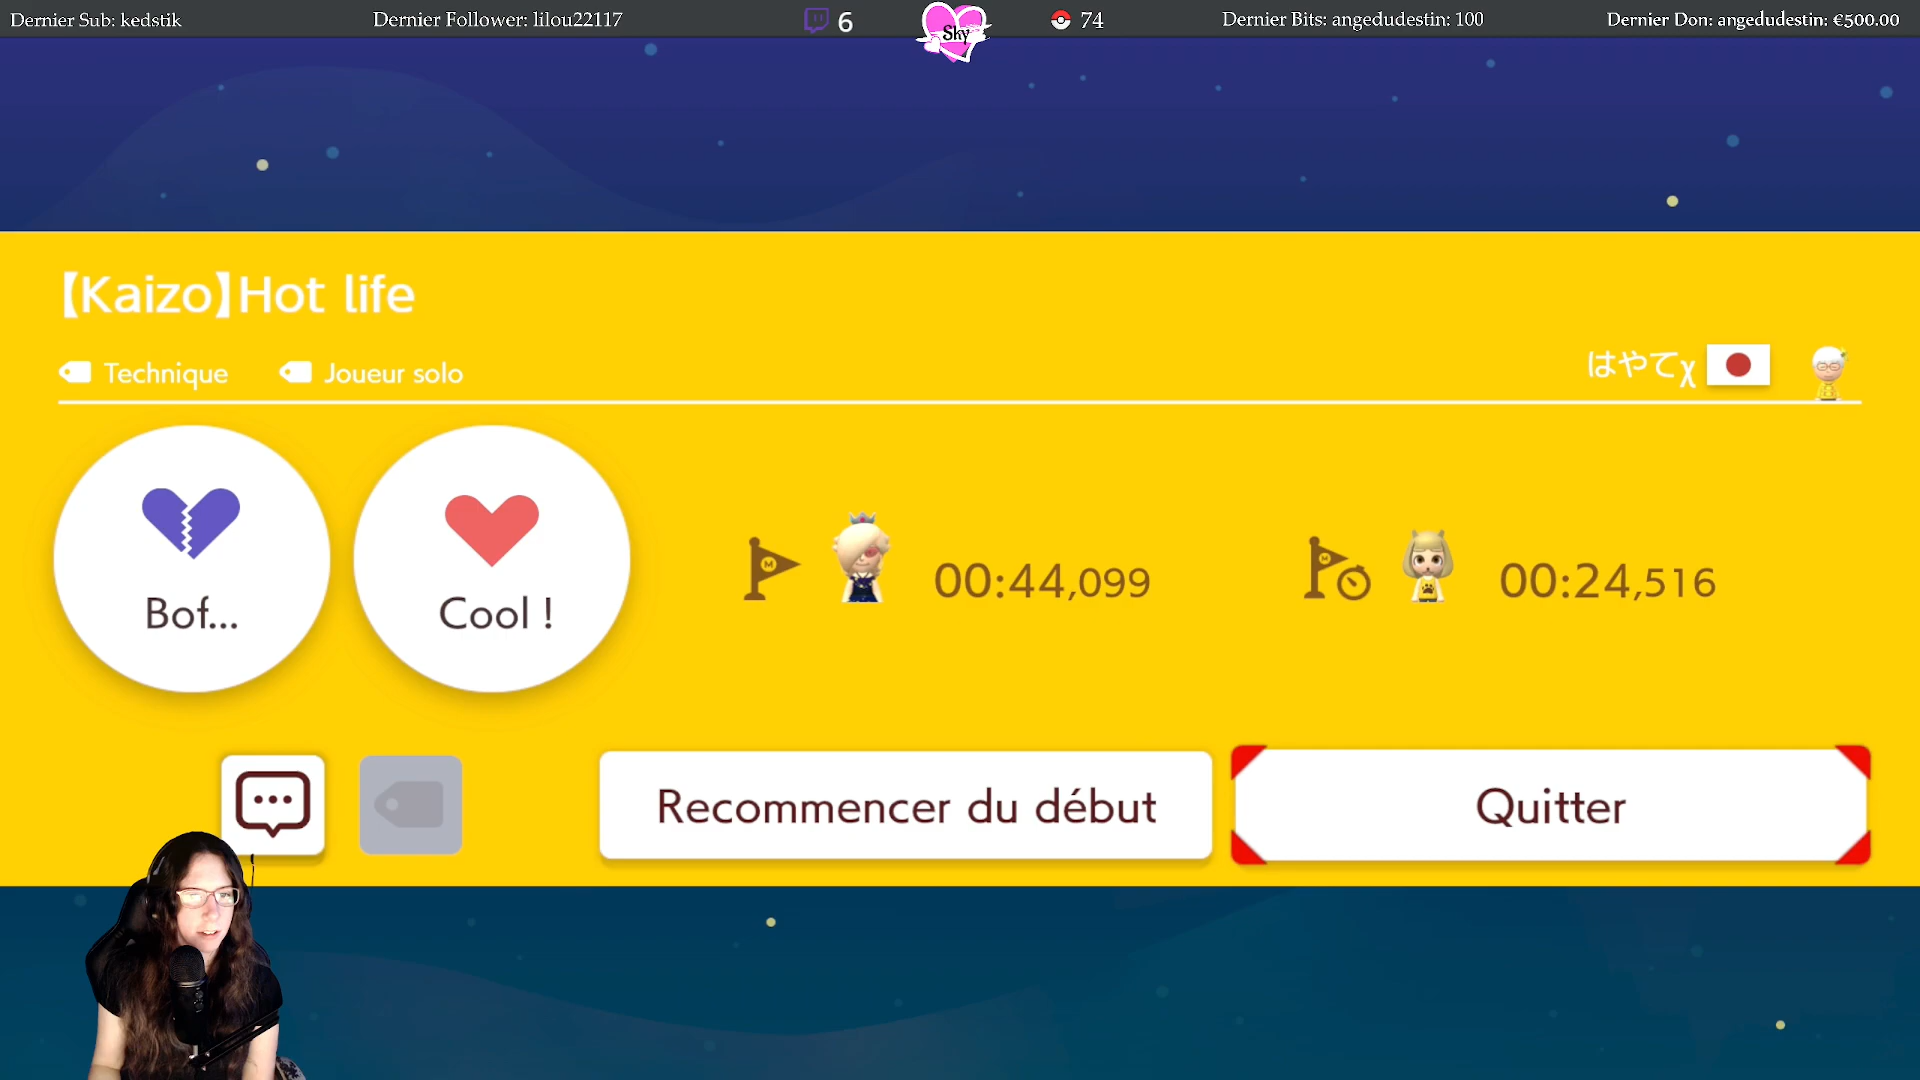 Dernier Sub: kedstik
Dernier Follower: lilou22117
6
Sky
74
Dernier Bits: angedudestin: 100
Dernier Don: angedudestin: €500.00
【Kaizo】Hot life
Technique
Joueur solo
はやてχ
M
00:44,099
M
00:24,516
Bof...
Cool !
Recommencer du début
Quitter